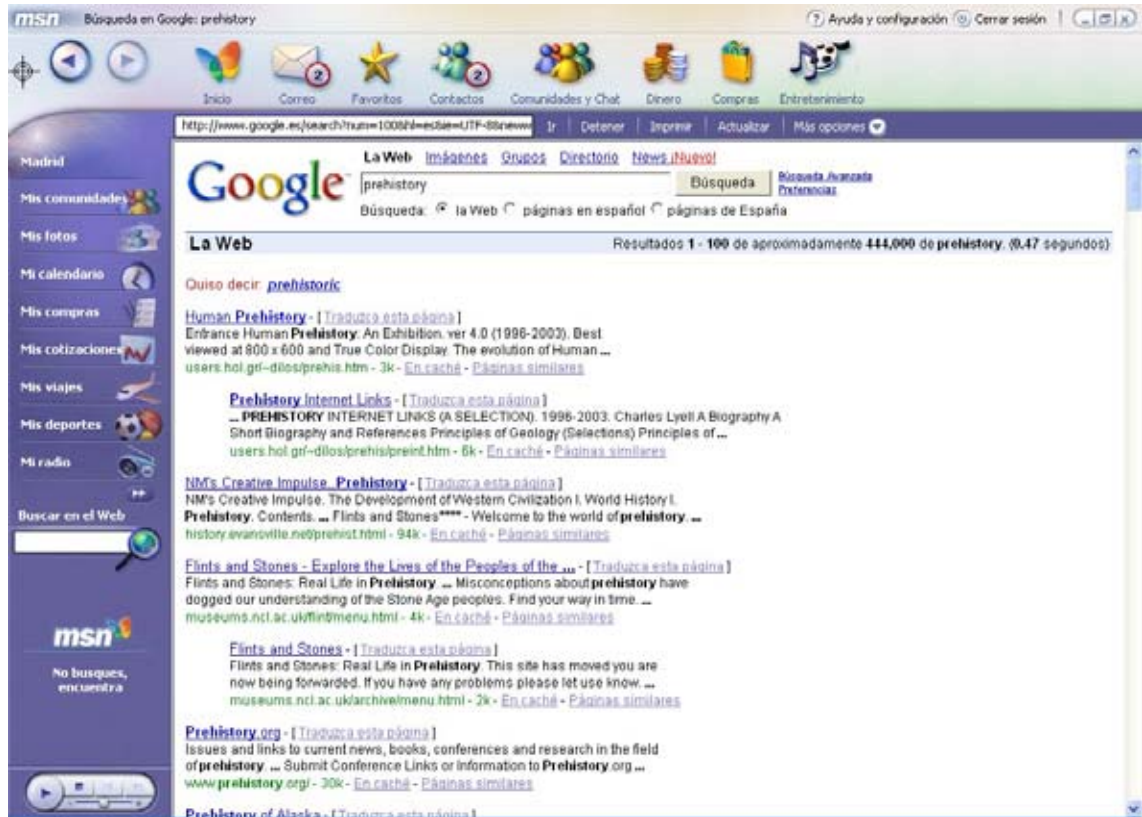 msn Búsqueda en Google: prehistory
Ayuda y configuración Cerrar sesión
2 2
Inicio Correo Favoritos Contactos Comunidades y Chat Dinero Compras Entretenimiento
http://www.google.es/search?num=100&hl=es&ie=UTF-8&neww Ir Detener Imprimir Actualizar Más opciones
Madrid
Mis comunidades
Mis fotos
Mi calendario
Mis compras
Mis cotizaciones
Mis viajes
Mis deportes
Mi radio
Buscar en el Web
msn
No busques,
encuentra
La Web Imágenes Grupos Directorio News ¡Nuevo!
Google
prehistory Búsqueda Búsqueda Avanzada
Preferencias
Búsqueda: la Web páginas en español páginas de España
La Web Resultados 1 - 100 de aproximadamente 444,000 de prehistory. (0.47 segundos)
Quiso decir: prehistoric
Human Prehistory - [ Traduzca esta página ]
Entrance Human Prehistory. An Exhibition. ver 4.0 (1996-2003). Best
viewed at 800 x 600 and True Color Display. The evolution of Human ...
users.hol.gr/~dilos/prehis.htm - 3k - En caché - Páginas similares
Prehistory Internet Links - [ Traduzca esta página ]
... PREHISTORY INTERNET LINKS (A SELECTION). 1996-2003. Charles Lyell A Biography A
Short Biography and References Principles of Geology (Selections) Principles of ...
users.hol.gr/~dilos/prehis/preint.htm - 6k - En caché - Páginas similares
NM's Creative Impulse..Prehistory - [ Traduzca esta página ]
NM's Creative Impulse. The Development of Western Civilization I. World History I.
Prehistory. Contents. ... Flints and Stones**** - Welcome to the world of prehistory. ...
history.evansville.net/prehist.html - 94k - En caché - Páginas similares
Flints and Stones - Explore the Lives of the Peoples of the ... - [ Traduzca esta página ]
Flints and Stones: Real Life in Prehistory. ... Misconceptions about prehistory have
dogged our understanding of the Stone Age peoples. Find your way in time. ...
museums.ncl.ac.uk/flint/menu.html - 4k - En caché - Páginas similares
Flints and Stones - [ Traduzca esta página ]
Flints and Stones: Real Life in Prehistory. This site has moved you are
now being forwarded. If you have any problems please let use know. ...
museums.ncl.ac.uk/archive/menu.html - 2k - En caché - Páginas similares
Prehistory.org - [ Traduzca esta página ]
Issues and links to current news, books, conferences and research in the field
of prehistory. ... Submit Conference Links or Information to Prehistory.org ...
www.prehistory.org/ - 30k - En caché - Páginas similares
Prehistory of Alaska - [ Traduzca esta página ]